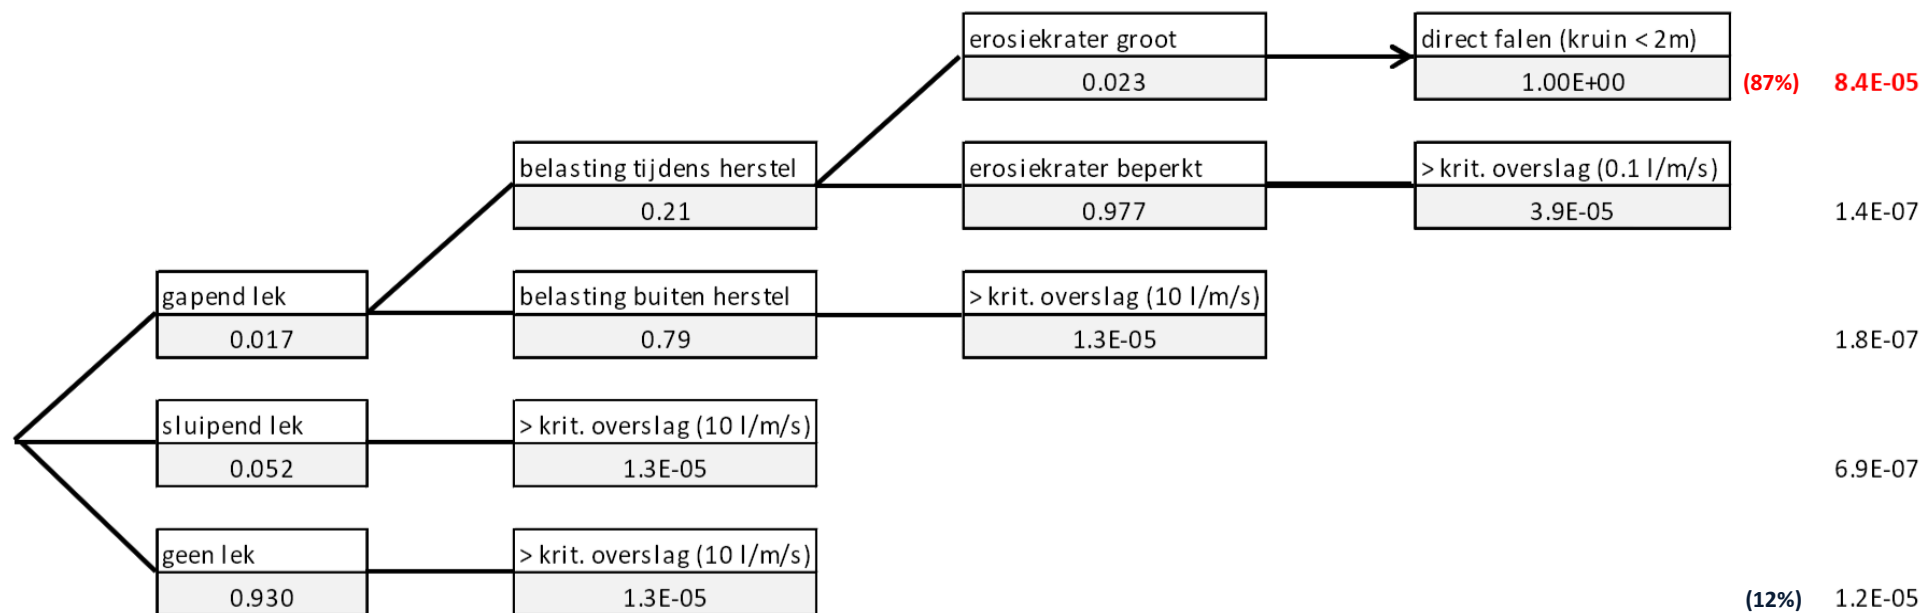 erosiekrater groot
direct falen (kruin < 2m)
0.023
1.00E+00
(87%)
8.4E-05
belasting tijdens herstel
erosiekrater beperkt
> krit. overslag (0.1 l/m/s)
0.21
0.977
3.9E-05
1.4E-07
gapend lek
belasting buiten herstel
> krit. overslag (10 l/m/s)
0.017
0.79
1.3E-05
1.8E-07
sluipend lek
> krit. overslag (10 l/m/s)
0.052
1.3E-05
6.9E-07
geen lek
> krit. overslag (10 l/m/s)
0.930
1.3E-05
(12%)
1.2E-05